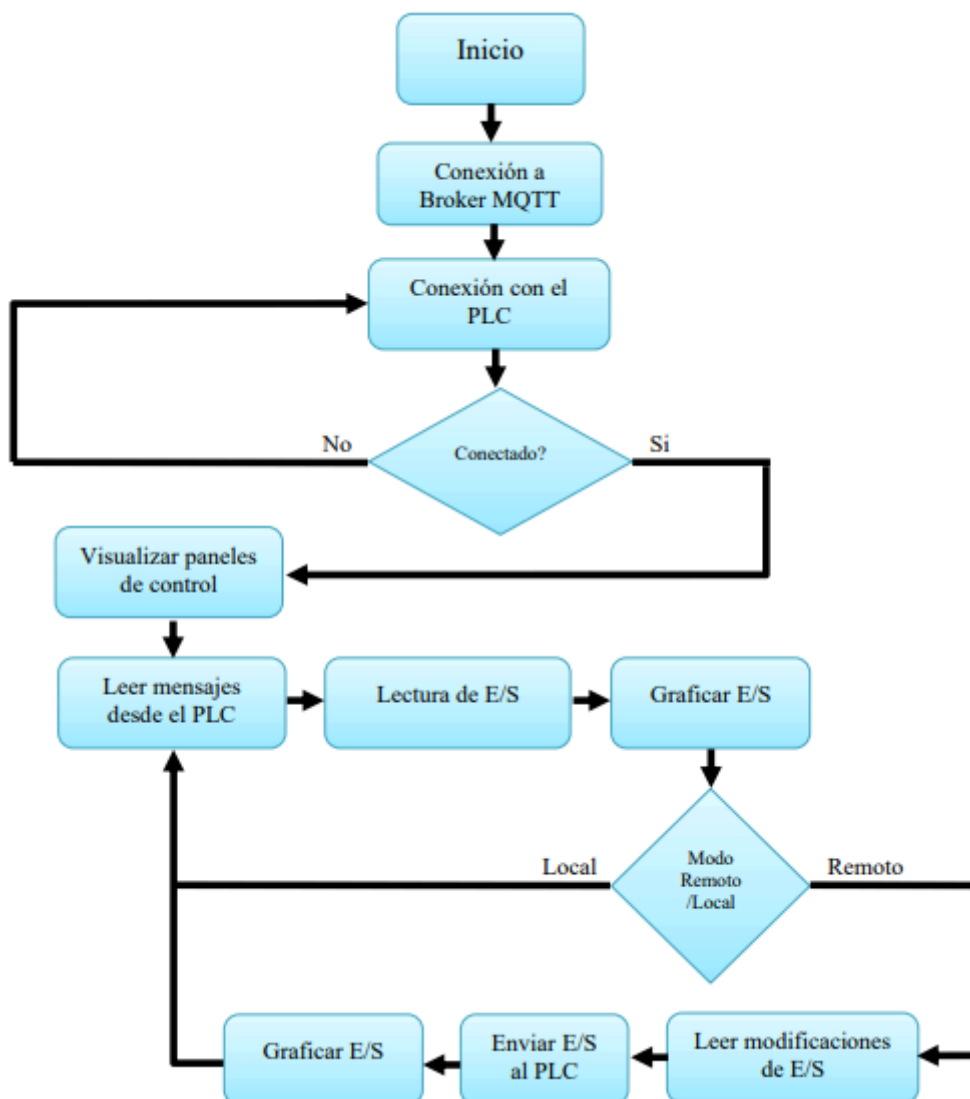 Inicio
Conexión a
Broker MQTT
Conexión con el
PLC
No
Conectado?
Si
Visualizar paneles
de control
Leer mensajes
desde el PLC
Lectura de E/S
Graficar E/S
Local
Modo
Remoto
/Local
Remoto
Graficar E/S
Enviar E/S
al PLC
Leer modificaciones
de E/S